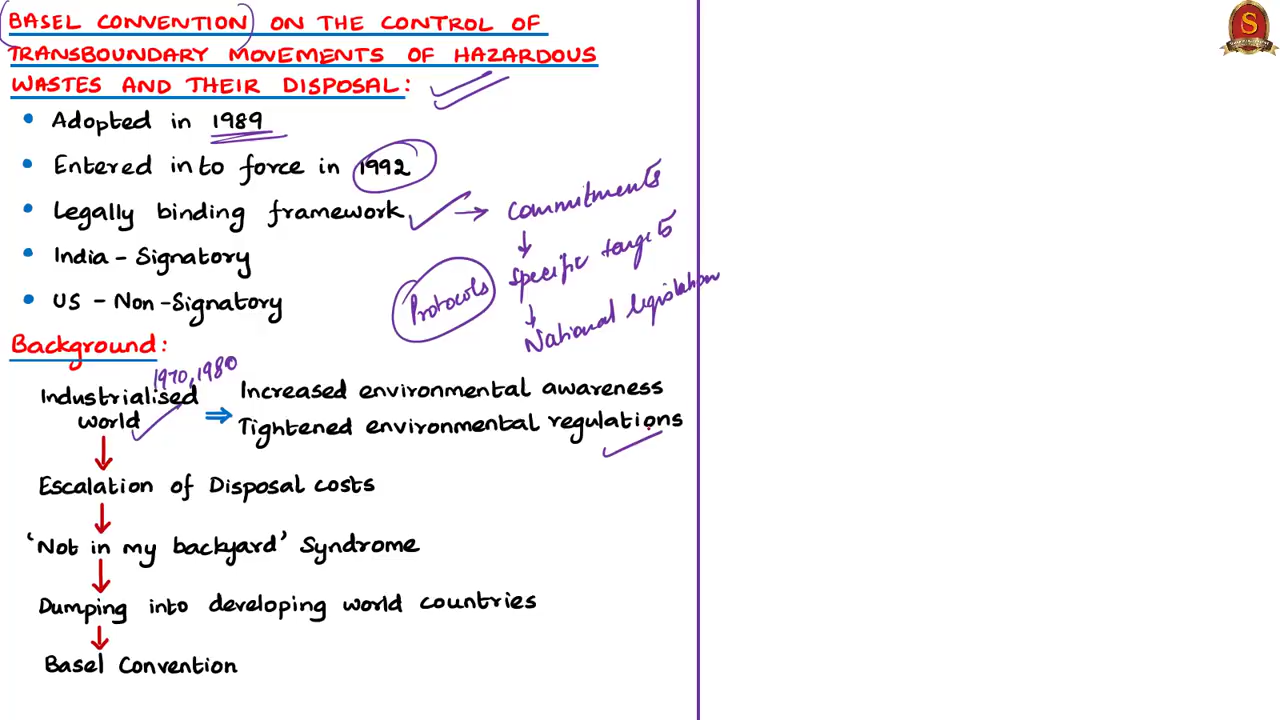 BASEL CONVENTION ON THE CONTROL OF
TRANSBOUNDARY MOVEMENTS OF HAZARDOUS
WASTES AND THEIR DISPOSAL:
• Adopted in 1989
• Entered in to force in 1992
• Legally binding framework → Commitments
• India - Signatory
Protocols Specific targets
• US - Non-Signatory
National legislation
Background:
1970, 1980
Industrialised world ⇒ Increased environmental awareness
Tightened environmental regulations
Escalation of Disposal costs
'Not in my backyard' Syndrome
Dumping into developing world countries
Basel Convention
S